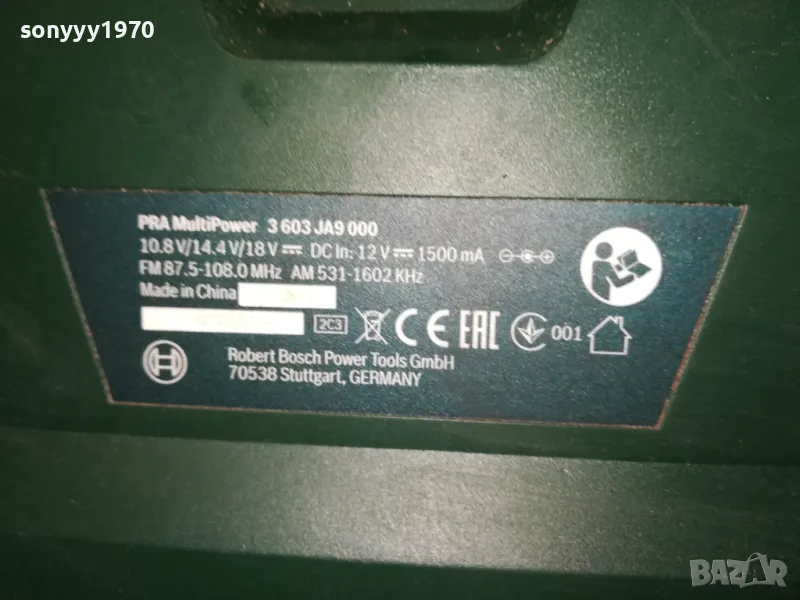 sonyyy1970
PRA MultiPower 3 603 JA9 000
10.8 V/14.4 V/18 V DC In: 12 V 1500 mA
FM 87.5-108.0 MHz AM 531-1602 KHz
Made in China
2C3 CE EAC 001
Robert Bosch Power Tools GmbH
70538 Stuttgart, GERMANY
BAZAR